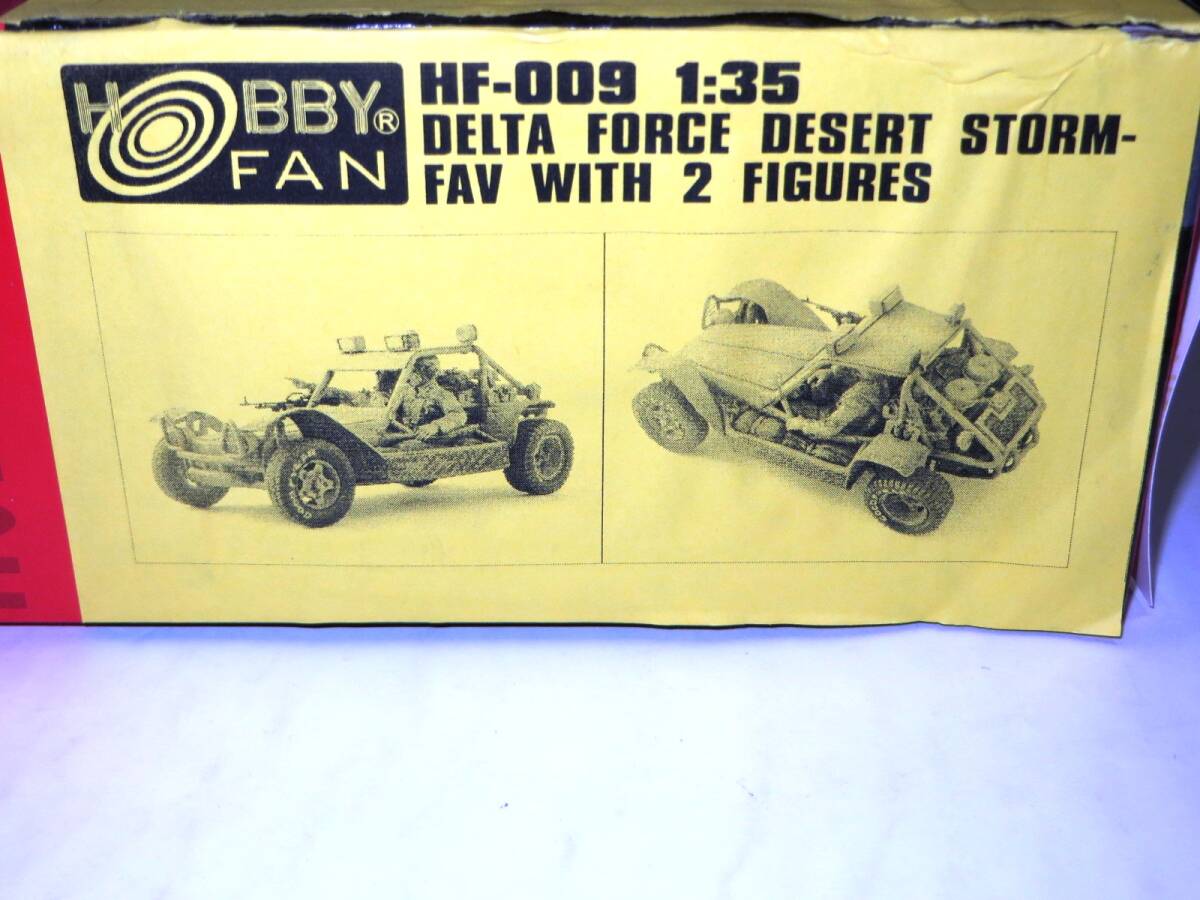 HOBBY®
FAN
HF-009 1:35
DELTA FORCE DESERT STORM-
FAV WITH 2 FIGURES